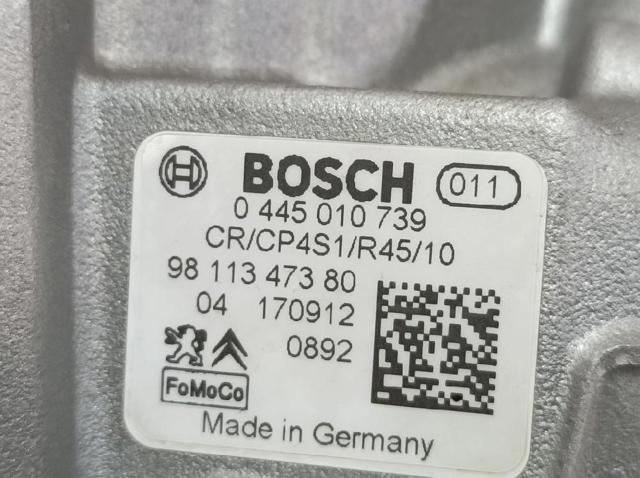 BOSCH 011
0 445 010 739
CR/CP4S1/R45/10
98 113 473 80
04 170912
0892
FoMoCo
Made in Germany